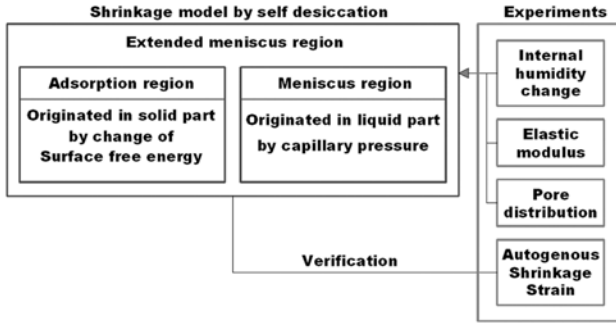 Shrinkage model by self desiccation
Extended meniscus region
Adsorption region
Originated in solid part
by change of
Surface free energy
Meniscus region
Originated in liquid part
by capillary pressure
Verification
Experiments
Internal
humidity
change
Elastic
modulus
Pore
distribution
Autogenous
Shrinkage
Strain